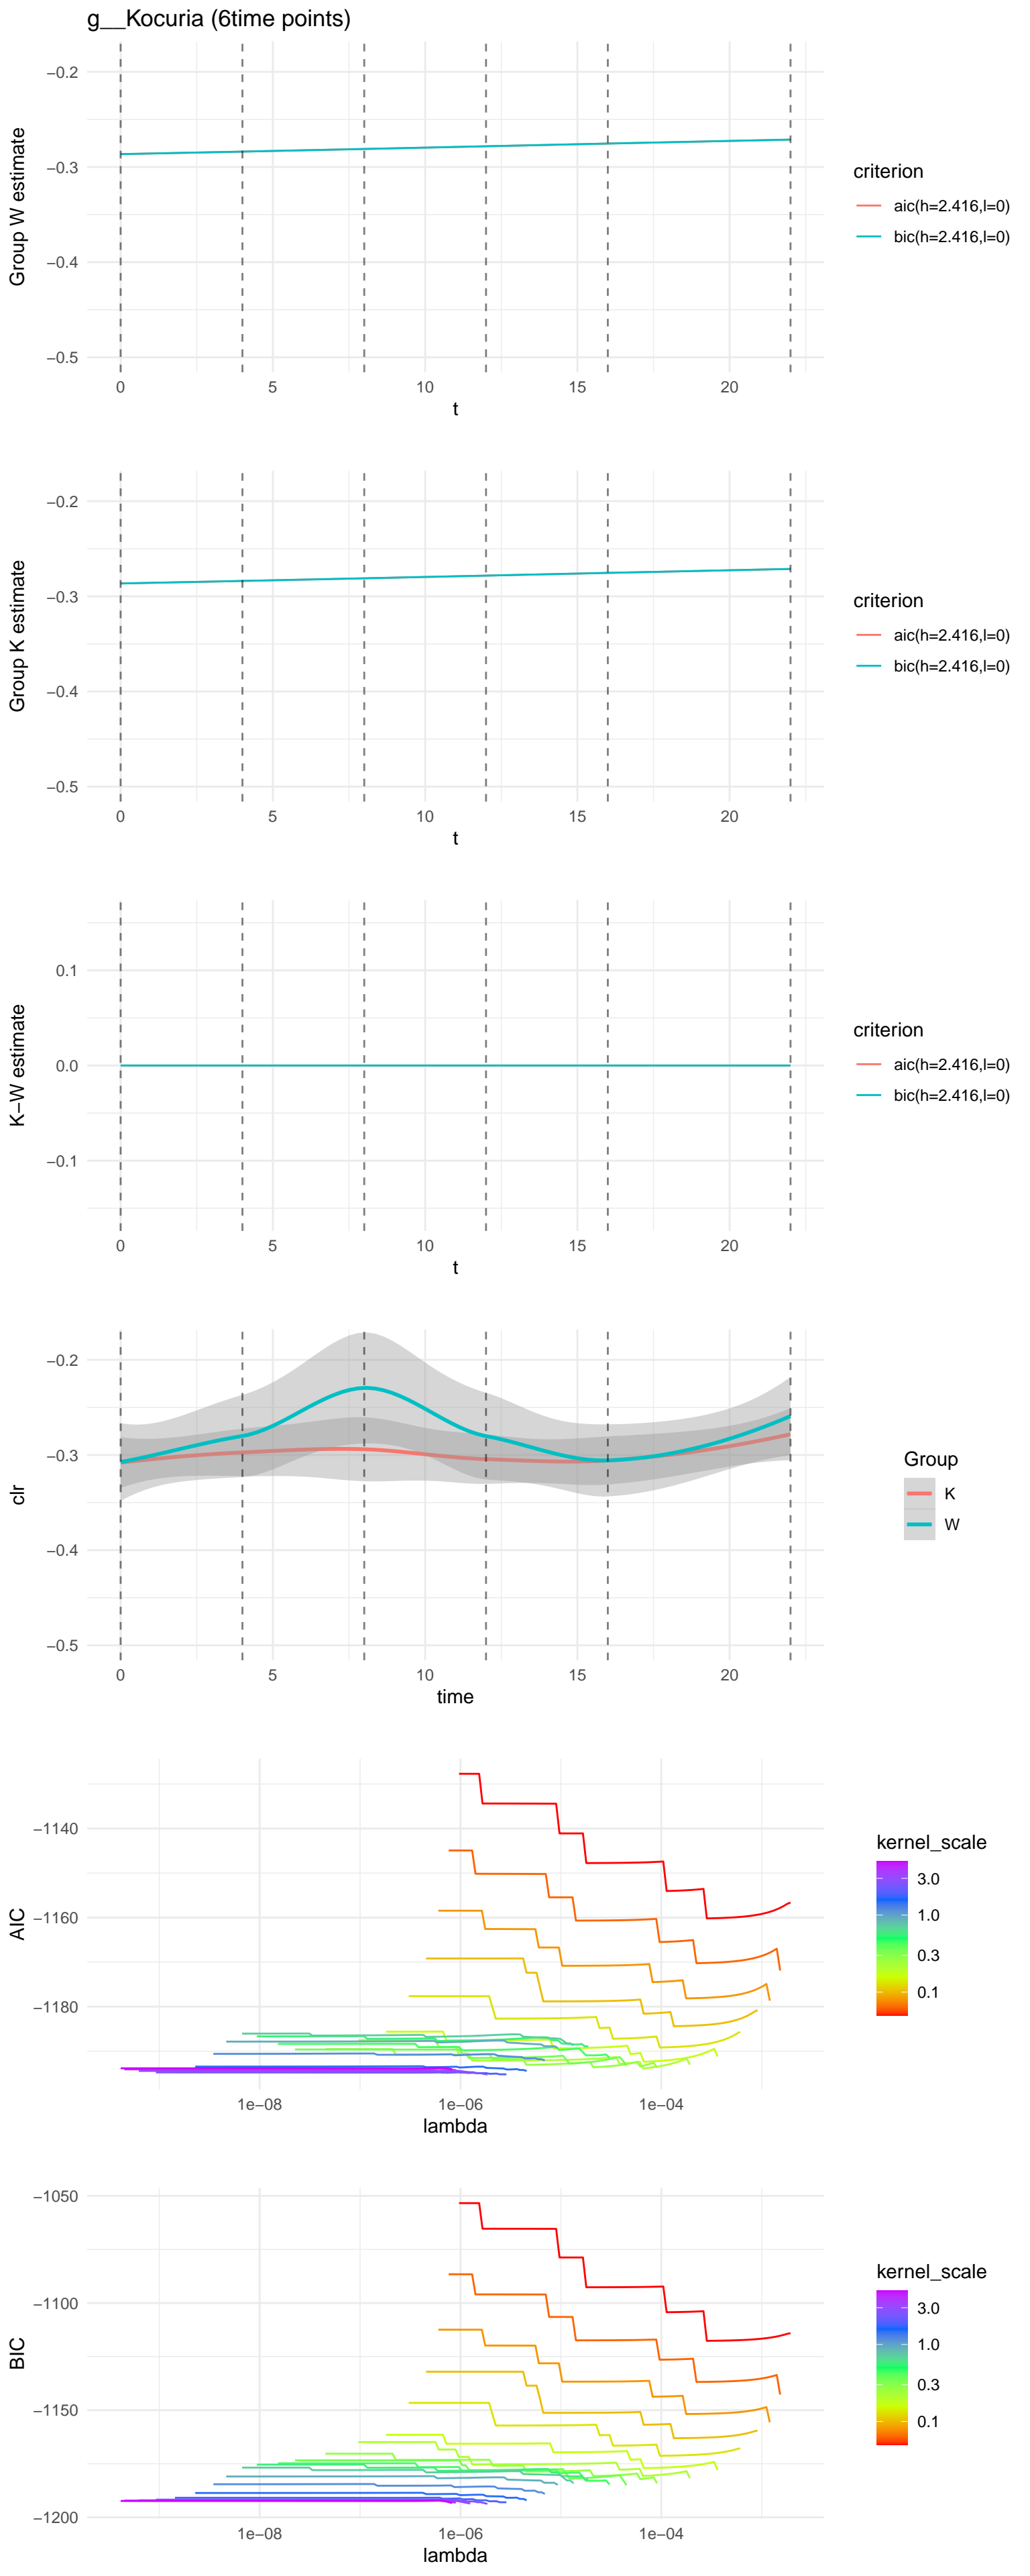 g__Kocuria (6time points)
Group W estimate
−0.2
−0.3
−0.4
−0.5
0 5 10 15 20
t
criterion
aic(h=2.416,l=0)
bic(h=2.416,l=0)
Group K estimate
−0.2
−0.3
−0.4
−0.5
0 5 10 15 20
t
criterion
aic(h=2.416,l=0)
bic(h=2.416,l=0)
K−W estimate
0.1
0.0
−0.1
0 5 10 15 20
t
criterion
aic(h=2.416,l=0)
bic(h=2.416,l=0)
clr
−0.2
−0.3
−0.4
−0.5
0 5 10 15 20
time
Group
K
W
AIC
−1140
−1160
−1180
1e−08 1e−06 1e−04
lambda
kernel_scale
3.0
1.0
0.3
0.1
BIC
−1050
−1100
−1150
−1200
1e−08 1e−06 1e−04
lambda
kernel_scale
3.0
1.0
0.3
0.1